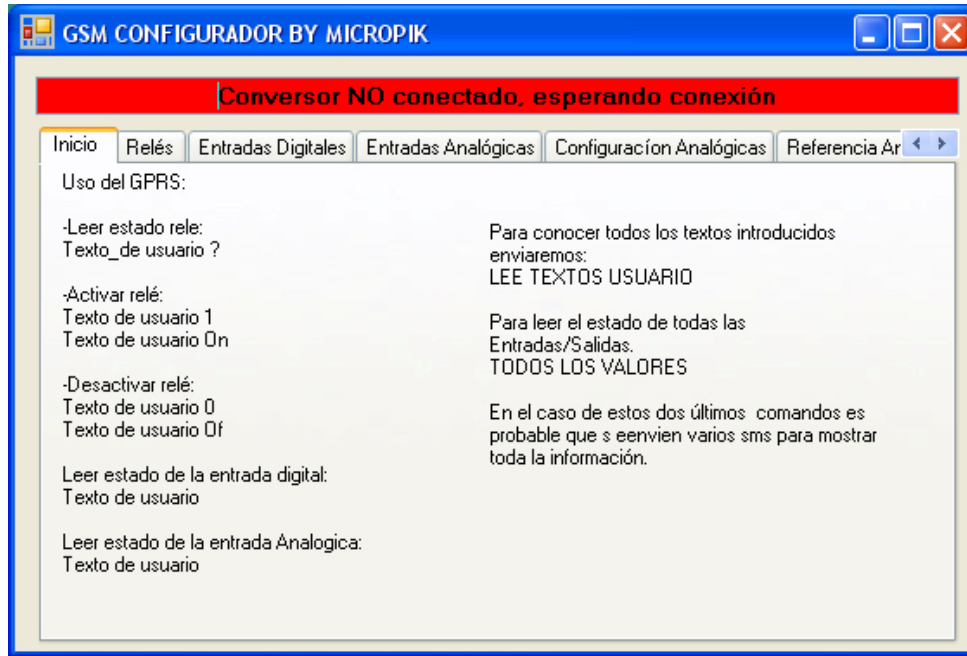 GSM CONFIGURADOR BY MICROPIK
Conversor NO conectado, esperando conexión
Inicio
Relés
Entradas Digitales
Entradas Analógicas
Configuracíon Analógicas
Referencia Ar
Uso del GPRS:
-Leer estado rele:
Texto_de usuario ?
-Activar relé:
Texto de usuario 1
Texto de usuario On
-Desactivar relé:
Texto de usuario 0
Texto de usuario Of
Leer estado de la entrada digital:
Texto de usuario
Leer estado de la entrada Analogica:
Texto de usuario
Para conocer todos los textos introducidos
enviaremos:
LEE TEXTOS USUARIO
Para leer el estado de todas las
Entradas/Salidas.
TODOS LOS VALORES
En el caso de estos dos últimos  comandos es
probable que s eenvien varios sms para mostrar
toda la información.